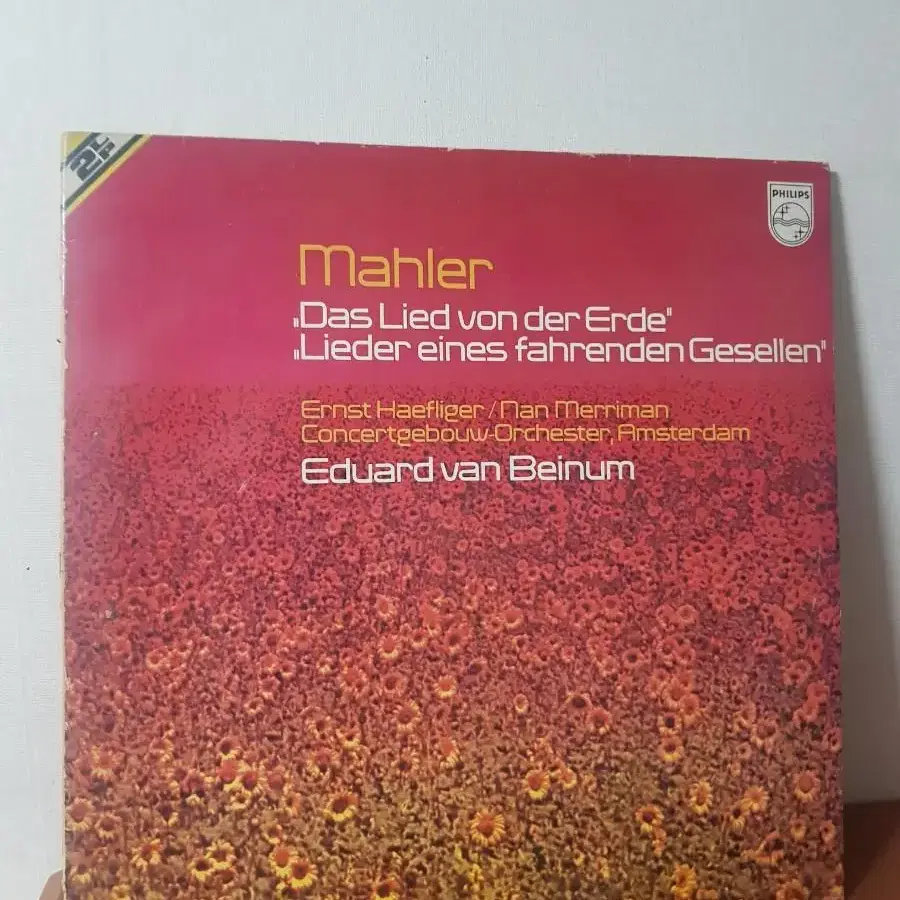 2LP
PHILIPS
Mahler
„Das Lied von der Erde"
„Lieder eines fahrenden Gesellen"
Ernst Haefliger/Nan Merriman
Concertgebouw-Orchester, Amsterdam
Eduard van Beinum